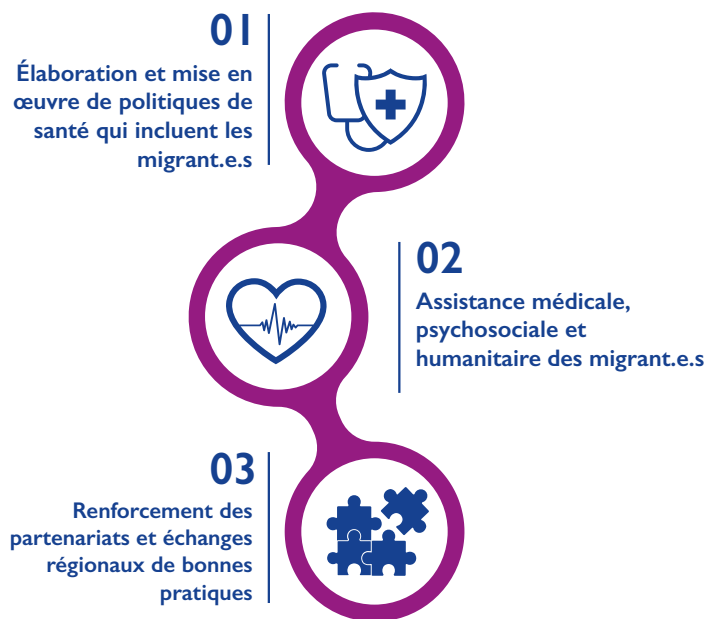 01
Élaboration et mise en
œuvre de politiques de
santé qui incluent les
migrant.e.s
02
Assistance médicale,
psychosociale et
humanitaire des migrant.e.s
03
Renforcement des
partenariats et échanges
régionaux de bonnes
pratiques